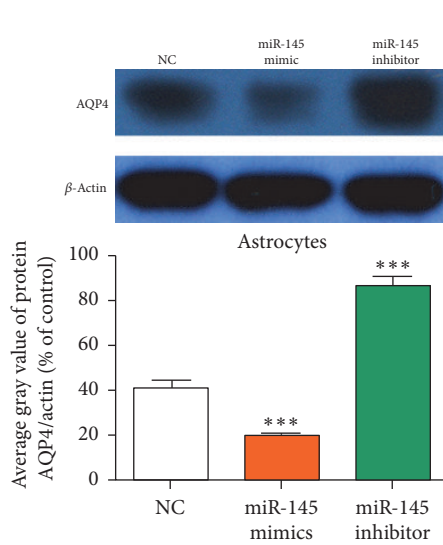 NC
miR-145
mimic
miR-145
inhibitor
AQP4
β-Actin
Astrocytes
Average gray value of protein
AQP4/actin (% of control)
100
80
60
40
20
0
***
***
NC
miR-145
mimics
miR-145
inhibitor